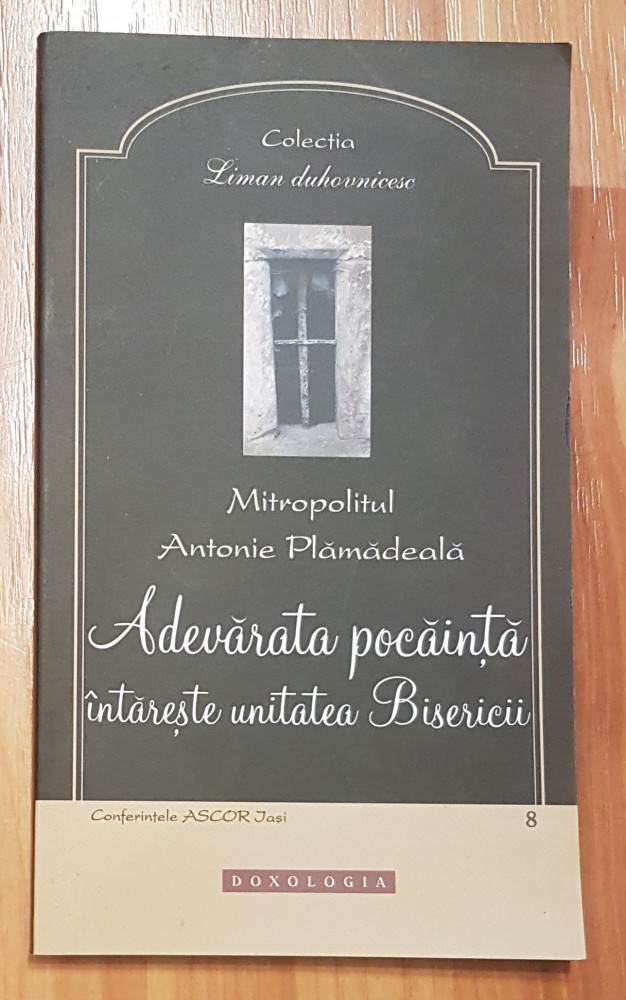 Colecția
Liman duhovnicesc
Mitropolitul
Antonie Plămădeală
Adevărata pocăință
întărește unitatea Bisericii
Conferințele ASCOR Iași
8
DOXOLOGIA